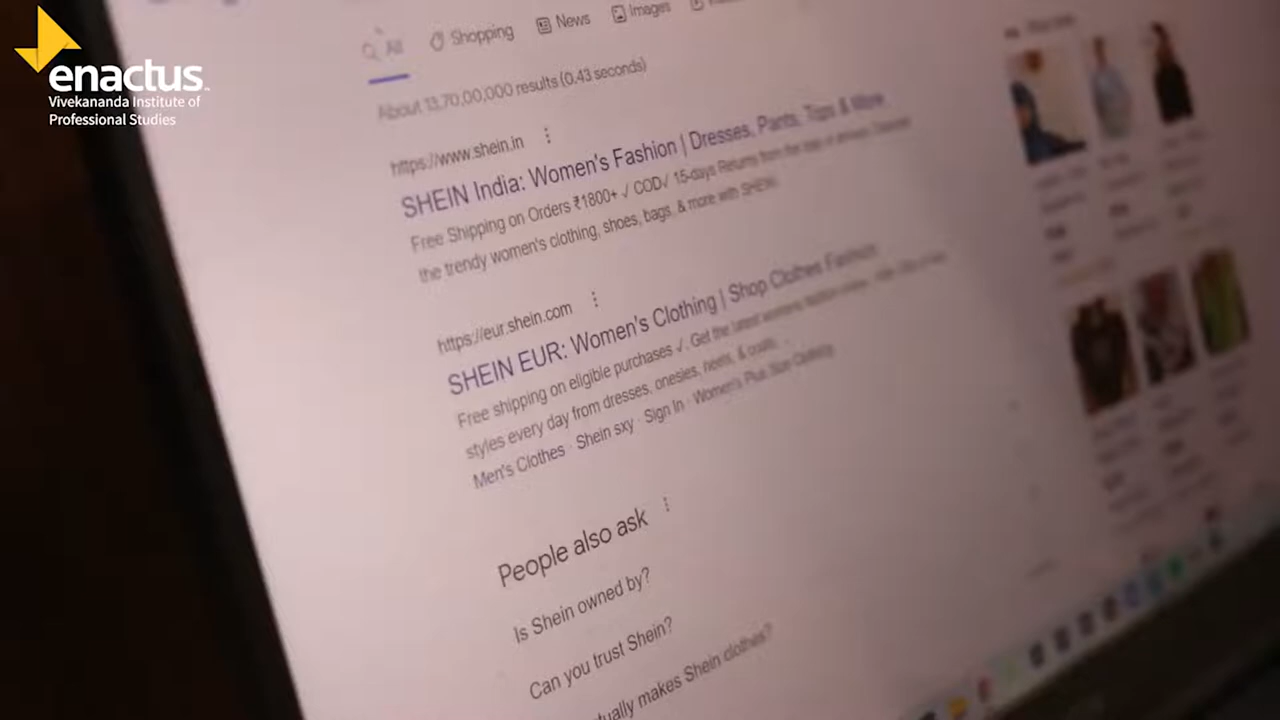 enactus
Vivekananda Institute of
Professional Studies
All
Shopping
News
Images
About 13,70,00,000 results (0.43 seconds)
https://www.shein.in
SHEIN India: Women's Fashion | Dresses, Pants, Tops & More
Free Shipping on Orders ₹1800+ ✓ COD✓ 15-days Returns from the
the trendy women's clothing, shoes, bags, & more with SHEIN!
https://eur.shein.com
SHEIN EUR: Women's Clothing | Shop Clothes Fashion
Free shipping on eligible purchases ✓. Get the latest
styles every day from dresses, onesies, heels, & coats.
Men's Clothes · Shein sxy · Sign In · Women's Plus Size Clothing
People also ask
Is Shein owned by?
Can you trust Shein?
makes Shein clothes?